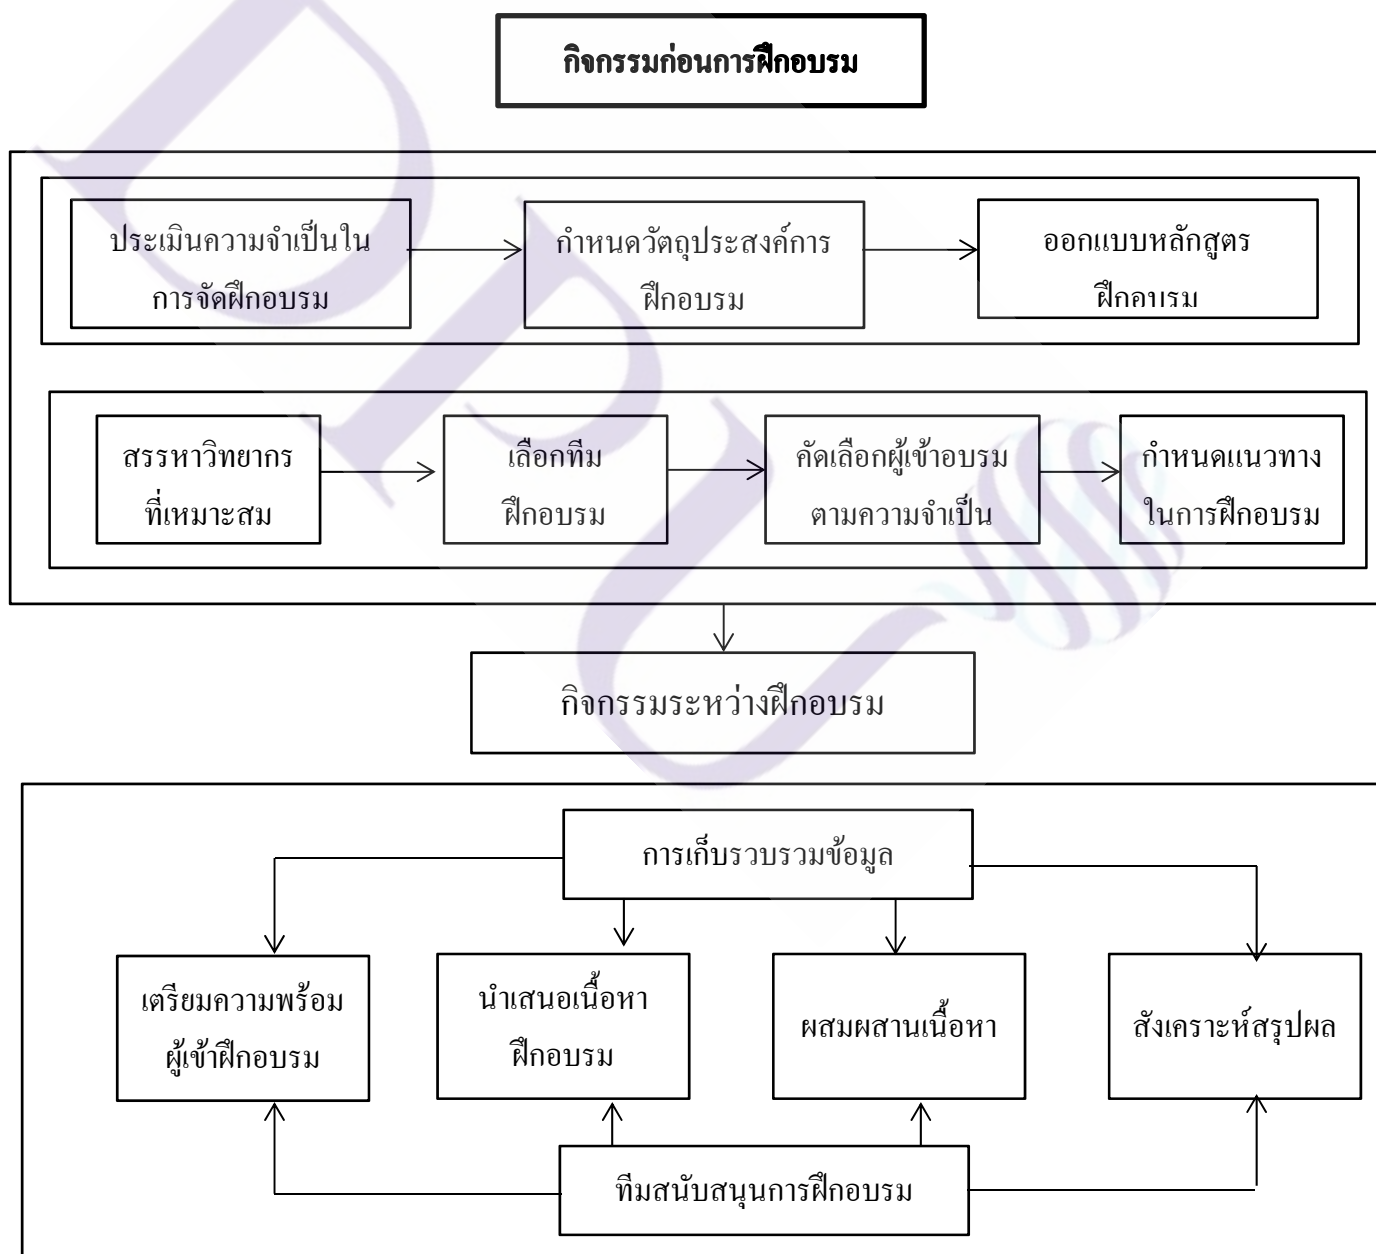 กิจกรรมก่อนการฝึกอบรม
ประเมินความจำเป็นใน
การจัดฝึกอบรม
กำหนดวัตถุประสงค์การ
ฝึกอบรม
ออกแบบหลักสูตร
ฝึกอบรม
สรรหาวิทยากร
ที่เหมาะสม
เลือกทีม
ฝึกอบรม
คัดเลือกผู้เข้าอบรม
ตามความจำเป็น
กำหนดแนวทาง
ในการฝึกอบรม
กิจกรรมระหว่างฝึกอบรม
การเก็บรวบรวมข้อมูล
เตรียมความพร้อม
ผู้เข้าฝึกอบรม
นำเสนอเนื้อหา
ฝึกอบรม
ผสมผสานเนื้อหา
สังเคราะห์สรุปผล
ทีมสนับสนุนการฝึกอบรม
DPU